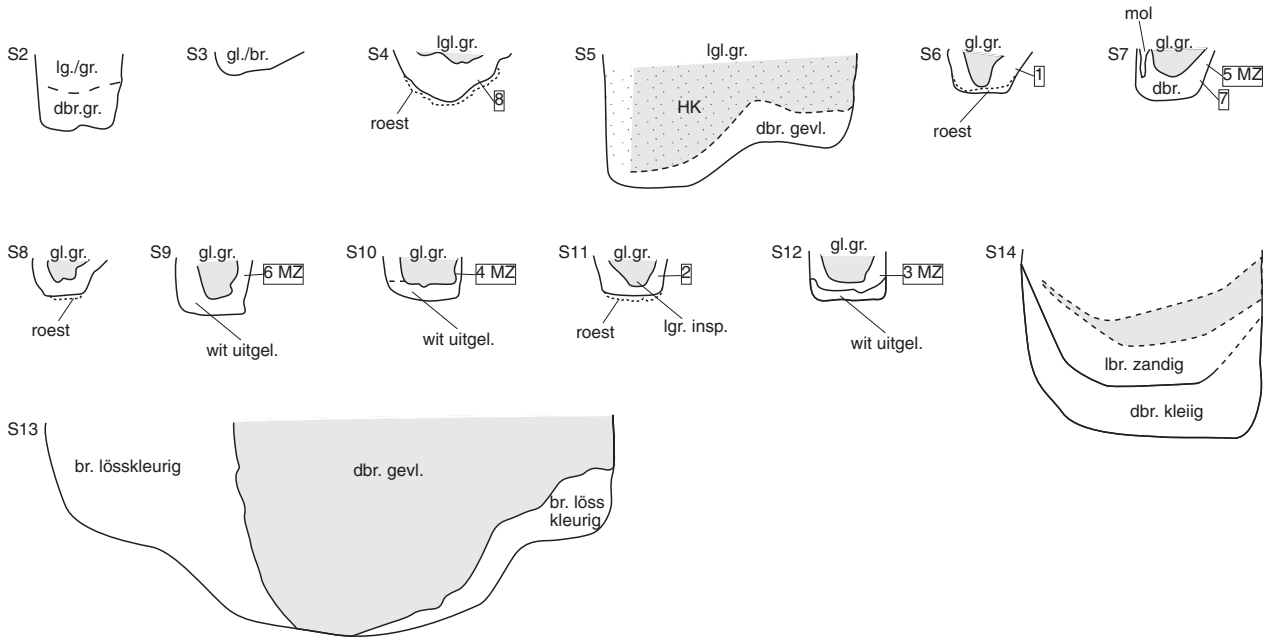 S2
lg./gr.
dbr.gr.
S3
gl./br.
S4
lgl.gr.
8
roest
S5
lgl.gr.
HK
dbr. gevl.
S6
gl.gr.
1
roest
S7
mol
gl.gr.
5 MZ
7
dbr.
S8
gl.gr.
roest
S9
gl.gr.
6 MZ
wit uitgel.
S10
gl.gr.
4 MZ
wit uitgel.
S11
gl.gr.
2
roest
lgr. insp.
S12
gl.gr.
3 MZ
wit uitgel.
S14
lbr. zandig
dbr. kleiig
S13
br. lösskleurig
dbr. gevl.
br. löss
kleurig